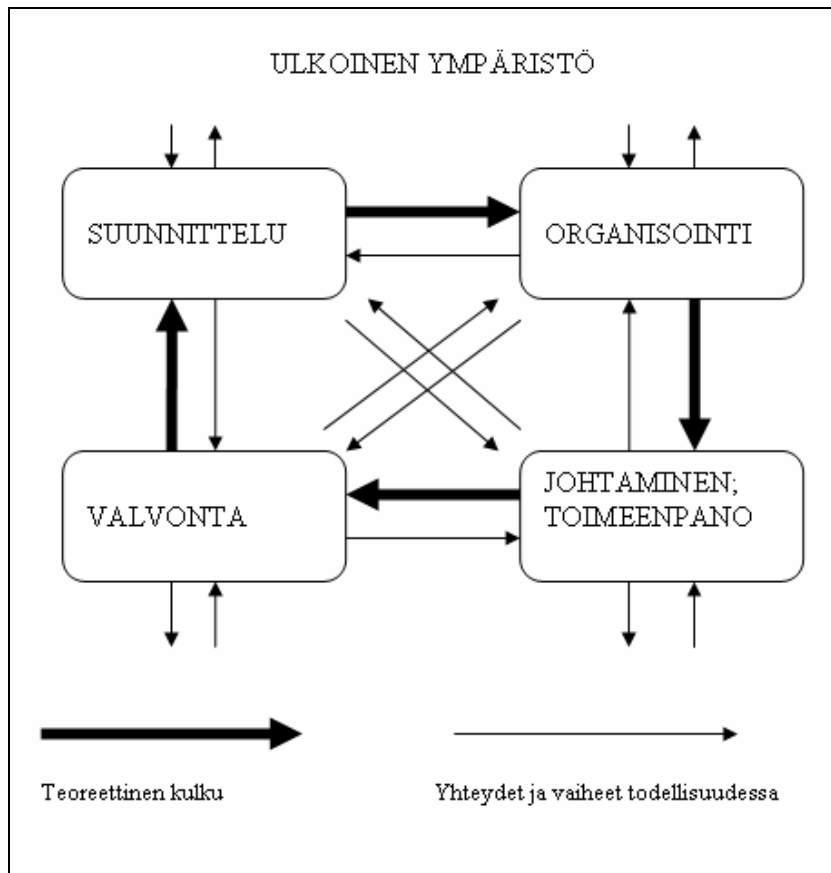 ULKOINEN YMPÄRISTÖ
SUUNNITTELU
ORGANISOINTI
VALVONTA
JOHTAMINEN;
TOIMEENPANO
Teoreettinen kulku
Yhteydet ja vaiheet todellisuudessa